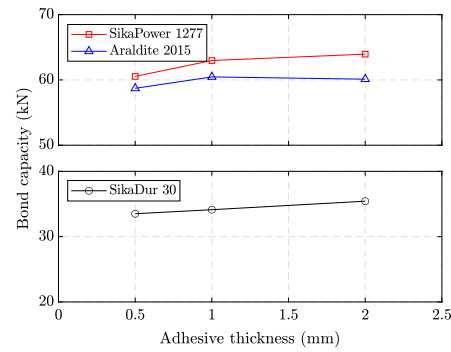 70
SikaPower 1277
Araldite 2015
60
50
40
SikaDur 30
30
20
0 0.5 1 1.5 2 2.5
Adhesive thickness (mm)
Bond capacity (kN)